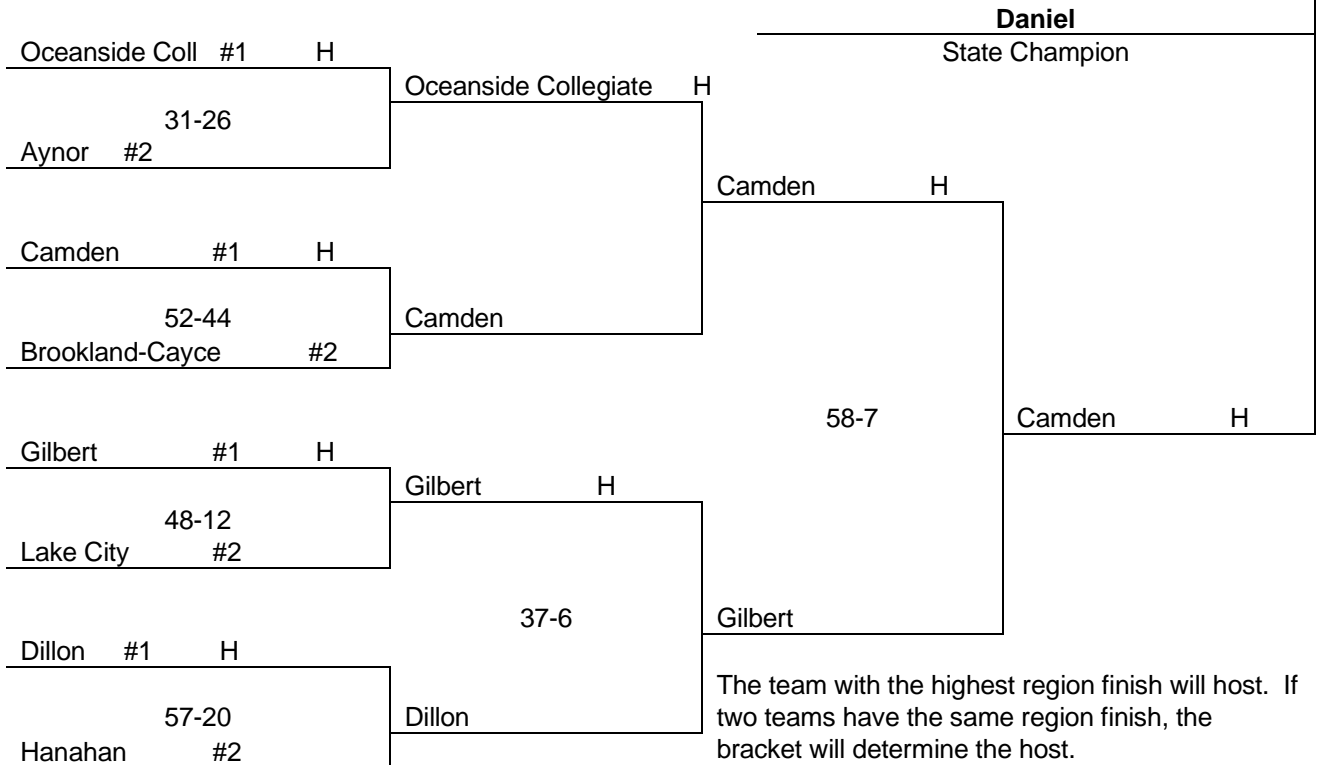 Daniel
Oceanside Coll #1 H
State Champion
Oceanside Collegiate H
31-26
Aynor #2
Camden H
Camden #1 H
52-44
Camden
Brookland-Cayce #2
58-7
Camden H
Gilbert #1 H
Gilbert H
48-12
Lake City #2
37-6
Gilbert
Dillon #1 H
The team with the highest region finish will host. If
57-20
Dillon
two teams have the same region finish, the
Hanahan #2
bracket will determine the host.